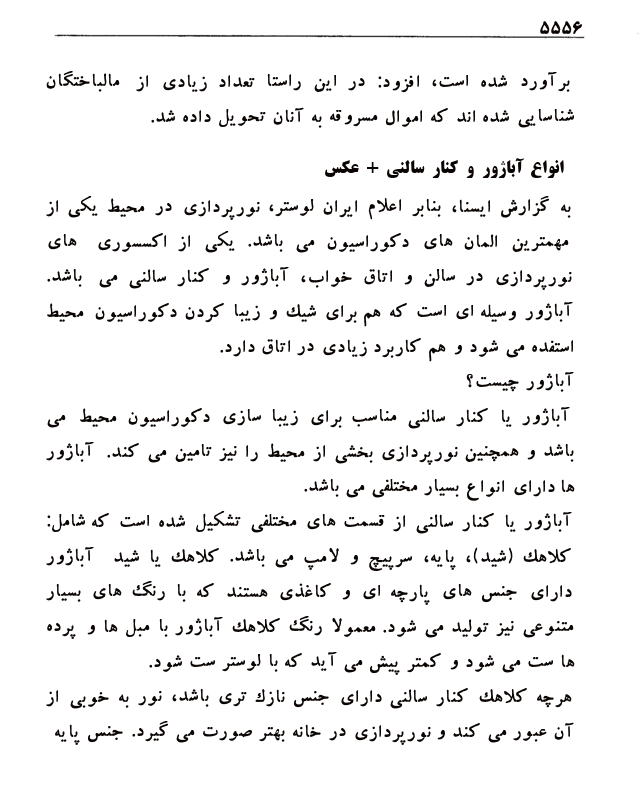 ۵۵۵۶
برآورد شده است، افزود: در این راستا تعداد زیادی از مالباختگان
شناسایی شده اند که اموال مسروقه به آنان تحویل داده شد.
انواع آباژور و کنار سالنی + عکس
به گزارش ایسنا، بنابر اعلام ایران لوستر، نورپردازی در محیط یکی از
مهمترین المان های دکوراسیون می باشد. یکی از اکسسوری های
نورپردازی در سالن و اتاق خواب، آباژور و کنار سالنی می باشد.
آباژور وسیله ای است که هم برای شیک و زیبا کردن دکوراسیون محیط
استفده می شود و هم کاربرد زیادی در اتاق دارد.
آباژور چیست؟
آباژور یا کنار سالنی مناسب برای زیبا سازی دکوراسیون محیط می
باشد و همچنین نورپردازی بخشی از محیط را نیز تامین می کند. آباژور
ها دارای انواع بسیار مختلفی می باشد.
آباژور یا کنار سالنی از قسمت های مختلفی تشکیل شده است که شامل:
کلاهک (شید)، پایه، سرپیچ و لامپ می باشد. کلاهک یا شید آباژور
دارای جنس های پارچه ای و کاغذی هستند که با رنگ های بسیار
متنوعی نیز تولید می شود. معمولا رنگ کلاهک آباژور با مبل ها و پرده
ها ست می شود و کمتر پیش می آید که با لوستر ست شود.
هرچه کلاهک کنار سالنی دارای جنس نازک تری باشد، نور به خوبی از
آن عبور می کند و نورپردازی در خانه بهتر صورت می گیرد. جنس پایه